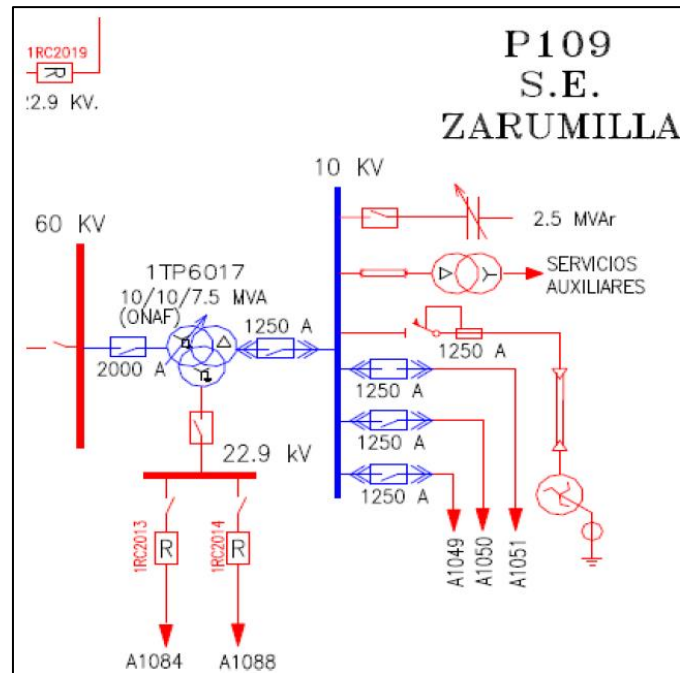 1RC2019
R
22.9 KV.
P109
S.E.
ZARUMILLA
10 KV
60 KV
2.5 MVAr
1TP6017
10/10/7.5 MVA
(ONAF)
SERVICIOS
AUXILIARES
1250 A
2000 A
1250 A
1250 A
1250 A
1250 A
22.9 kV
1RC2013
R
1RC2014
R
A1049
A1050
A1051
A1084
A1088